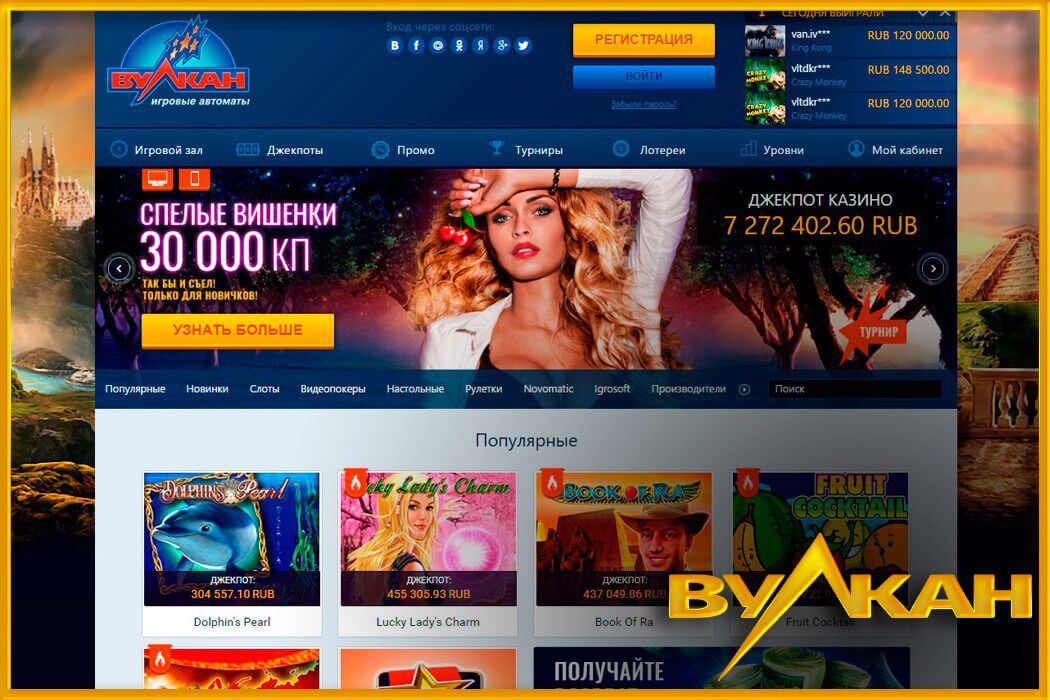 ВУЛКАН
игровые автоматы
Вход через соцсети:
РЕГИСТРАЦИЯ
ВОЙТИ
Забыли пароль?
СЕГОДНЯ ВЫИГРАЛИ
van.iv***
RUB 120 000.00
King Kong
vltdkr***
RUB 148 500.00
Crazy Monkey
vltdkr***
RUB 120 000.00
Crazy Monkey
Игровой зал
Джекпоты
Промо
Турниры
Лотереи
Уровни
Мой кабинет
СПЕЛЫЕ ВИШЕНКИ
30 000 КП
ТАК БЫ И СЪЕЛ!
ТОЛЬКО ДЛЯ НОВИЧКОВ!
УЗНАТЬ БОЛЬШЕ
ДЖЕКПОТ КАЗИНО
7 272 402.60 RUB
ТУРНИР
Популярные
Новинки
Слоты
Видеопокеры
Настольные
Рулетки
Novomatic
Igrosoft
Производители
Поиск
Популярные
DOLPHIN'S PEARL
ДЖЕКПОТ:
304 557.10 RUB
Dolphin's Pearl
Lady's Charm
ДЖЕКПОТ:
455 305.93 RUB
Lucky Lady's Charm
BOOK OF RA
ДЖЕКПОТ:
437 049.86 RUB
Book Of Ra
FRUIT
COCKTAIL
Fruit Cocktail
ВУЛКАН
ПОЛУЧАЙТЕ